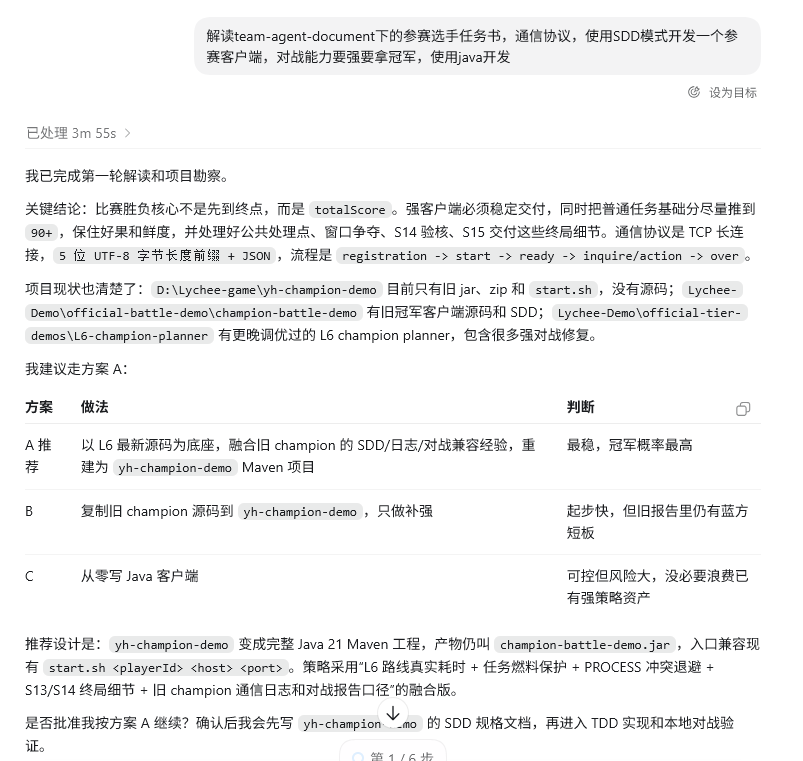 解读team-agent-document下的参赛选手任务书，通信协议，使用SDD模式开发一个参
赛客户端，对战能力要强要拿冠军，使用java开发
设为目标
已处理 3m 55s
我已完成第一轮解读和项目勘察。
关键结论：比赛胜负核心不是先到终点，而是 totalScore 。强客户端必须稳定交付，同时把普通任务基础分尽量推到
90+ ，保住好果和鲜度，并处理好公共处理点、窗口争夺、S14 验核、S15 交付这些终局细节。通信协议是 TCP 长连
接， 5 位 UTF-8 字节长度前缀 + JSON ，流程是 registration -> start -> ready -> inquire/action -> over 。
项目现状也清楚了： D:\Lychee-game\yh-champion-demo 目前只有旧 jar、zip 和 start.sh ，没有源码； Lychee-
Demo\official-battle-demo\champion-battle-demo 有旧冠军客户端源码和 SDD； Lychee-Demo\official-tier-
demos\L6-champion-planner 有更晚调优过的 L6 champion planner，包含很多强对战修复。
我建议走方案 A：
方案 做法 判断
A 推 以 L6 最新源码为底座，融合旧 champion 的 SDD/日志/对战兼容经验，重 最稳，冠军概率最高
荐 建为 yh-champion-demo Maven 项目
B 复制旧 champion 源码到 yh-champion-demo ，只做补强 起步快，但旧报告里仍有蓝方
短板
C 从零写 Java 客户端 可控但风险大，没必要浪费已
有强策略资产
推荐设计是： yh-champion-demo 变成完整 Java 21 Maven 工程，产物仍叫 champion-battle-demo.jar ，入口兼容现
有 start.sh <playerId> <host> <port> 。策略采用“L6 路线真实耗时 + 任务燃料保护 + PROCESS 冲突退避 +
S13/S14 终局细节 + 旧 champion 通信日志和对战报告口径”的融合版。
是否批准我按方案 A 继续？确认后我会先写 yh-champion-demo 的 SDD 规格文档，再进入 TDD 实现和本地对战验
证。
第 1 / 6 步